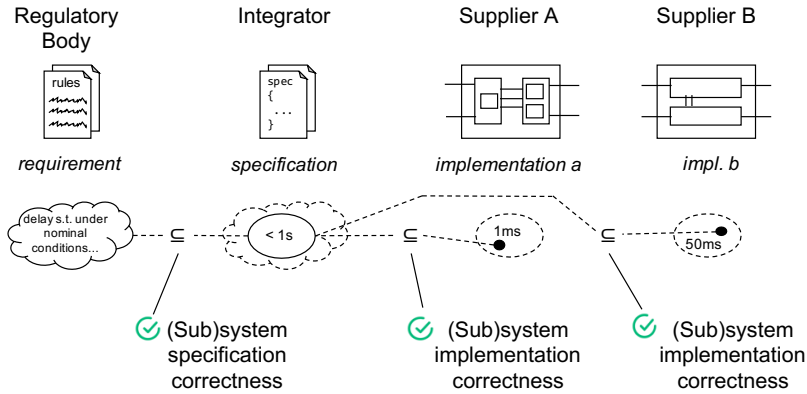 Regulatory
Body
Integrator
Supplier A
Supplier B
rules
spec
{
...
}
requirement
specification
implementation a
impl. b
delay s.t. under
nominal
conditions...
⊆
< 1s
⊆
1ms
⊆
50ms
(Sub)system
specification
correctness
(Sub)system
implementation
correctness
(Sub)system
implementation
correctness